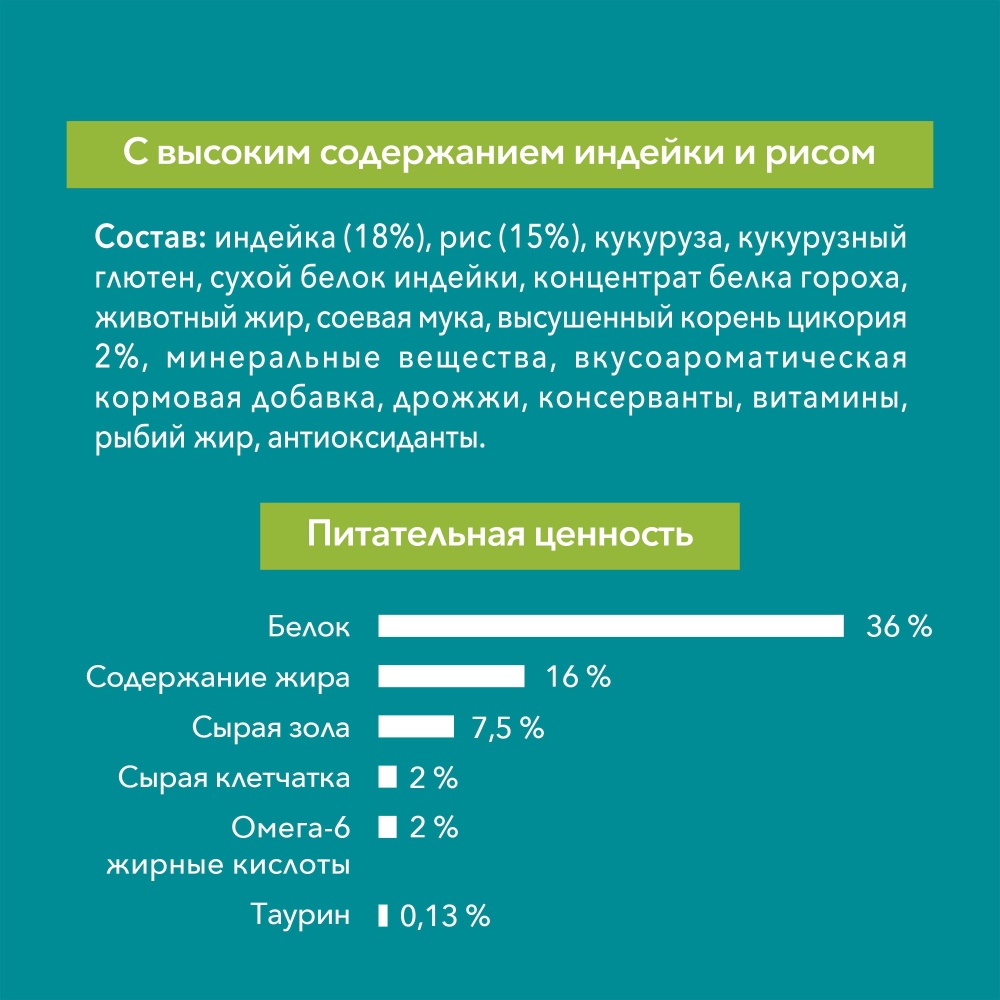 С высоким содержанием индейки и рисом
Состав: индейка (18%), рис (15%), кукуруза, кукурузный
глютен, сухой белок индейки, концентрат белка гороха,
животный жир, соевая мука, высушенный корень цикория
2%, минеральные вещества, вкусоароматическая
кормовая добавка, дрожжи, консерванты, витамины,
рыбий жир, антиоксиданты.
Питательная ценность
Белок 36 %
Содержание жира 16 %
Сырая зола 7,5 %
Сырая клетчатка 2 %
Омега-6 2 %
жирные кислоты
Таурин 0,13 %